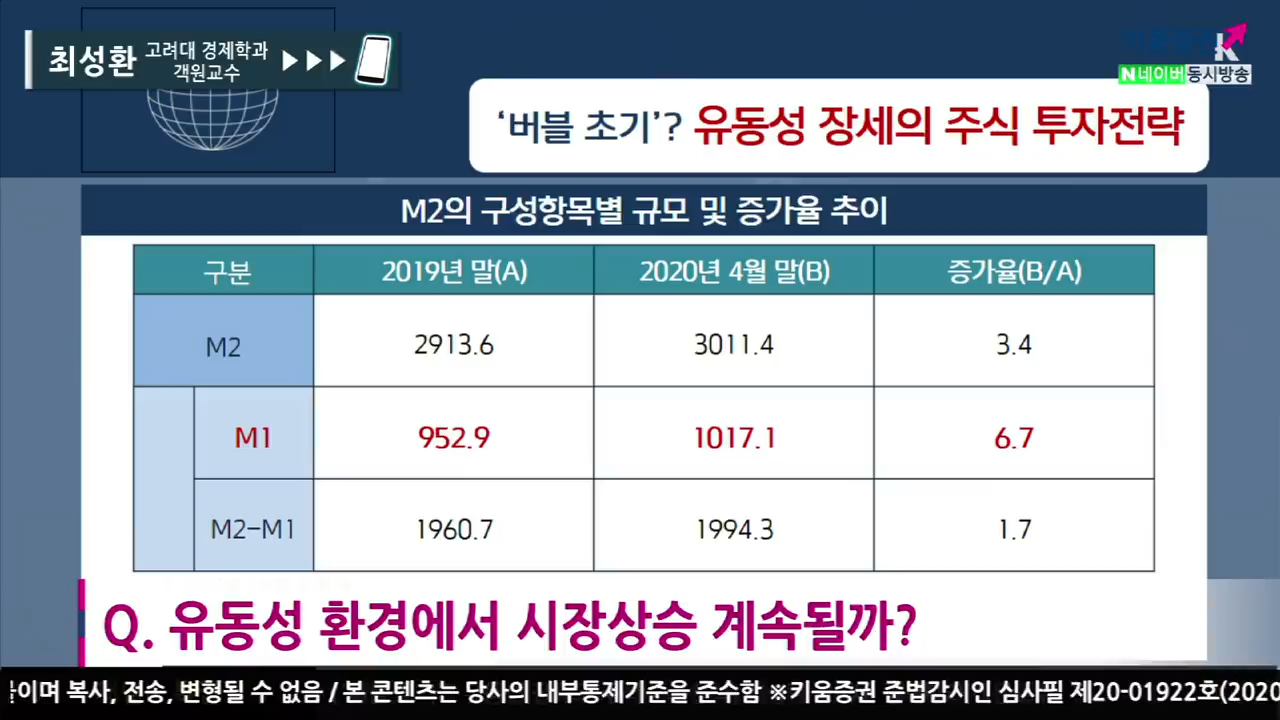 최성환 고려대 경제학과 객원교수
키움증권
N네이버 동시방송
‘버블 초기’? 유동성 장세의 주식 투자전략
M2의 구성항목별 규모 및 증가율 추이
구분 2019년 말(A) 2020년 4월 말(B) 증가율(B/A)
M2 2913.6 3011.4 3.4
M1 952.9 1017.1 6.7
M2-M1 1960.7 1994.3 1.7
Q. 유동성 환경에서 시장상승 계속될까?
이며 복사, 전송, 변형될 수 없음 / 본 콘텐츠는 당사의 내부통제기준을 준수함 ※키움증권 준법감시인 심사필 제20-01922호(2020